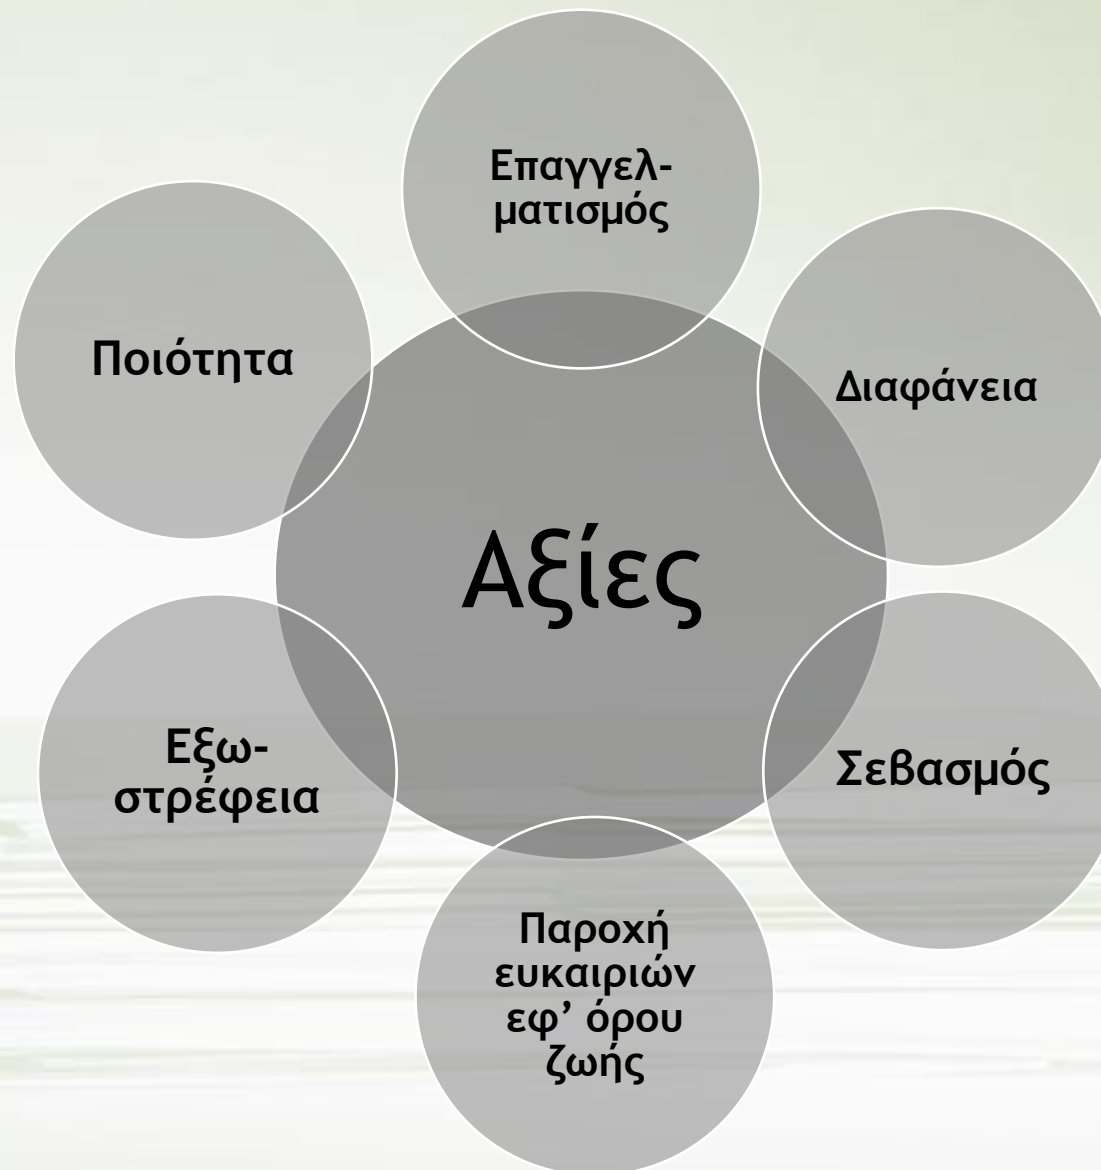 Επαγγελ-
ματισμός
Ποιότητα
Διαφάνεια
Αξίες
Εξω-
στρέφεια
Σεβασμός
Παροχή
ευκαιριών
εφ’ όρου
ζωής